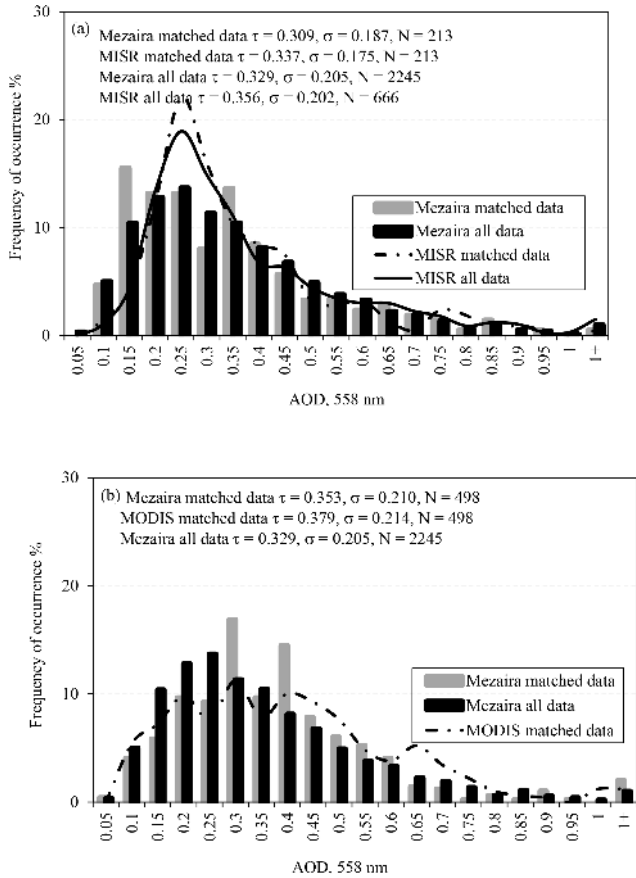 (a)
Mezaira matched data τ = 0.309, σ = 0.187, N = 213
MISR matched data τ = 0.337, σ = 0.175, N = 213
Mezaira all data τ = 0.329, σ = 0.205, N = 2245
MISR all data τ = 0.356, σ = 0.202, N = 666
Frequency of occurrence %
30
20
10
0
Mezaira matched data
Mezaira all data
MISR matched data
MISR all data
0.05 0.1 0.15 0.2 0.25 0.3 0.35 0.4 0.45 0.5 0.55 0.6 0.65 0.7 0.75 0.8 0.85 0.9 0.95 1 1+
AOD, 558 nm
(b) Mezaira matched data τ = 0.353, σ = 0.210, N = 498
MODIS matched data τ = 0.379, σ = 0.214, N = 498
Mezaira all data τ = 0.329, σ = 0.205, N = 2245
Frequency of occurrence %
30
20
10
0
Mezaira matched data
Mezaira all data
MODIS matched data
0.05 0.1 0.15 0.2 0.25 0.3 0.35 0.4 0.45 0.5 0.55 0.6 0.65 0.7 0.75 0.8 0.85 0.9 0.95 1 1+
AOD, 558 nm